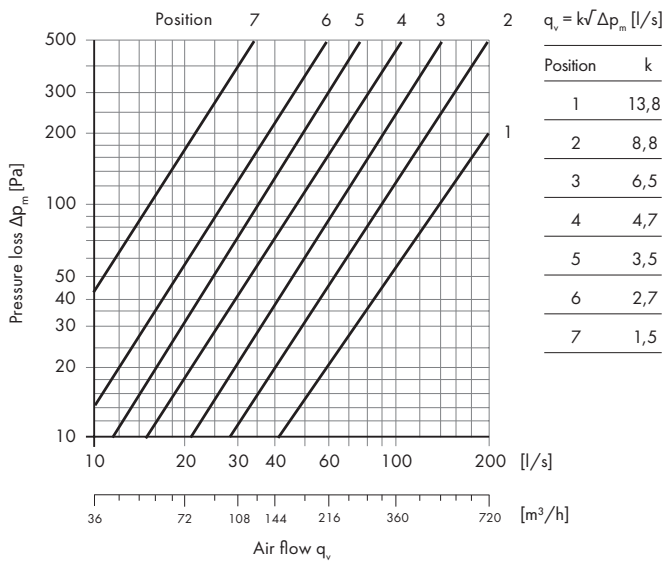 Position 7 6 5 4 3 2
1
Pressure loss Δpₘ [Pa]
500
300
200
100
50
40
30
20
10
10 20 30 40 60 100 200 [l/s]
36 72 108 144 216 360 720 [m³/h]
Air flow qᵥ
qᵥ = k√Δpₘ [l/s]
Position k
1 13,8
2 8,8
3 6,5
4 4,7
5 3,5
6 2,7
7 1,5